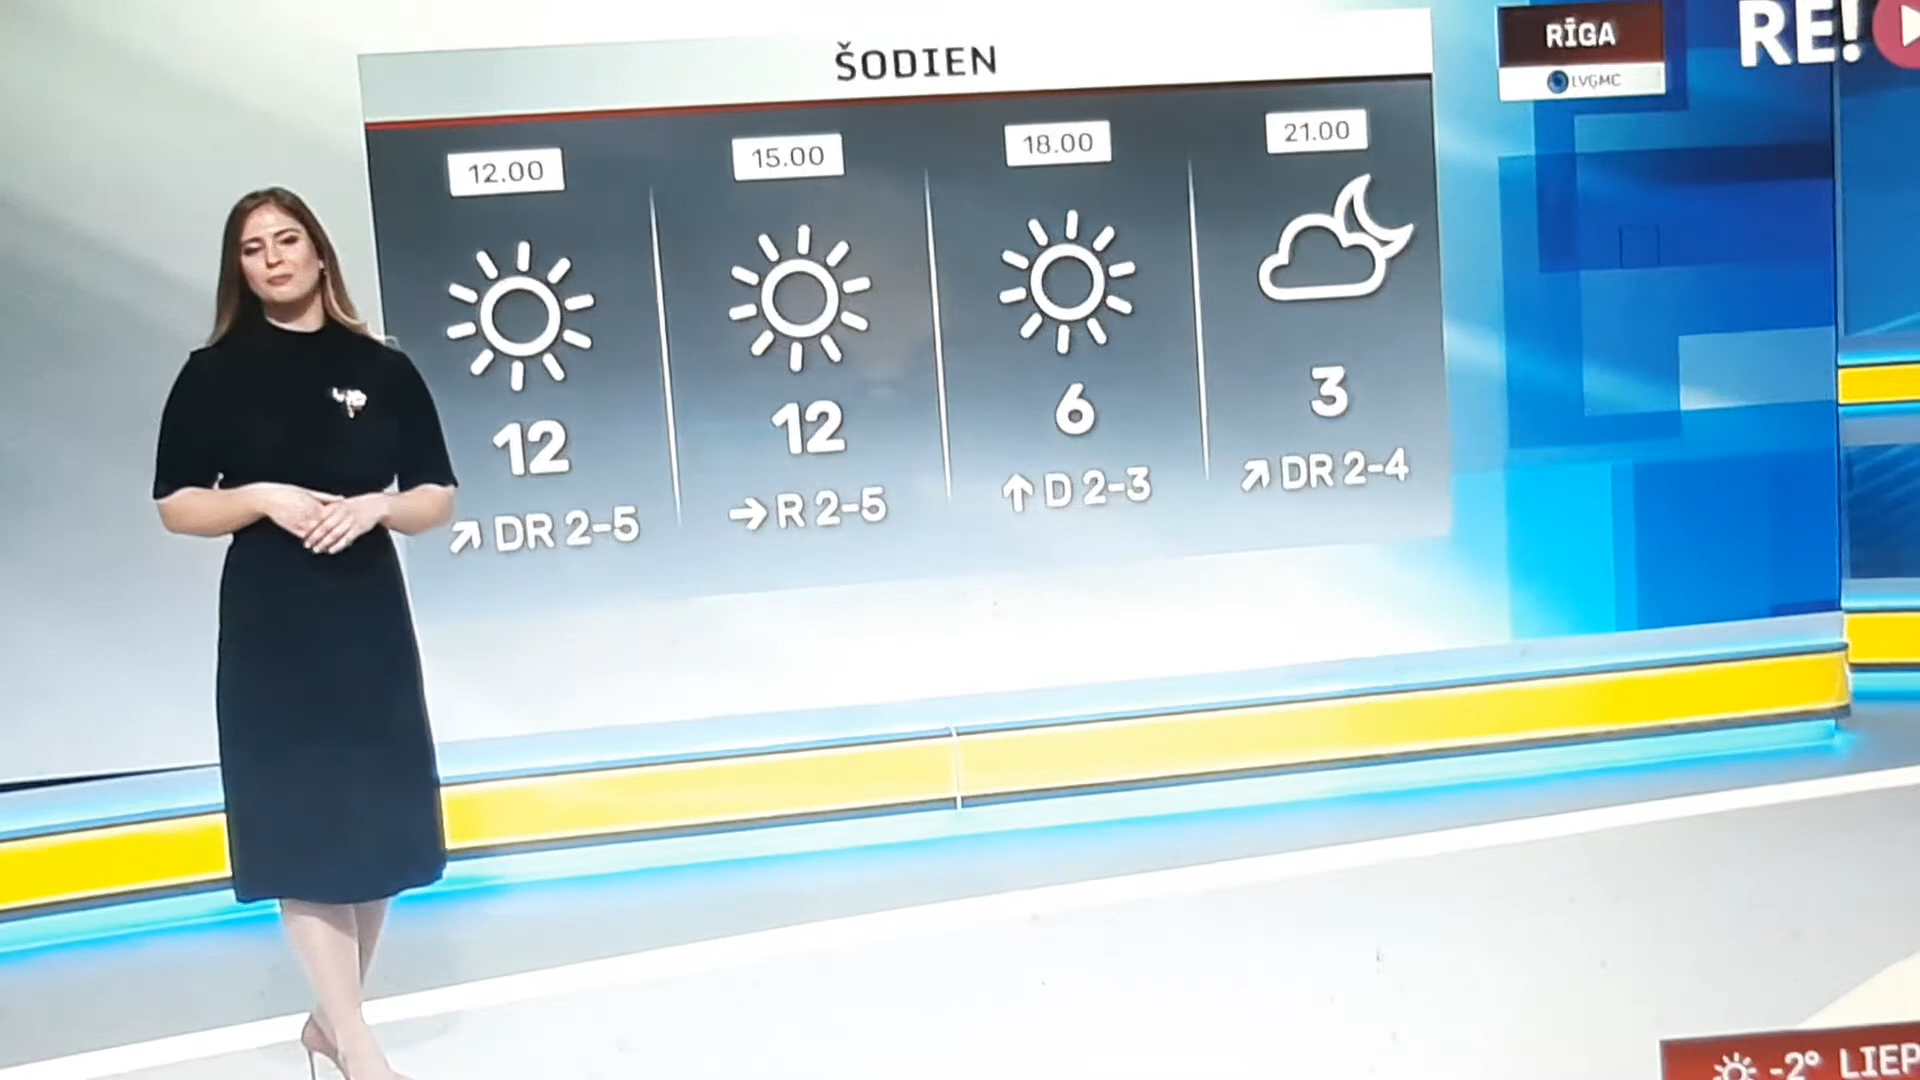 ŠODIEN
RĪGA
LVĢMC
RE!
12.00
15.00
18.00
21.00
12
12
6
3
DR 2-5
R 2-5
D 2-3
DR 2-4
-2° LIEP